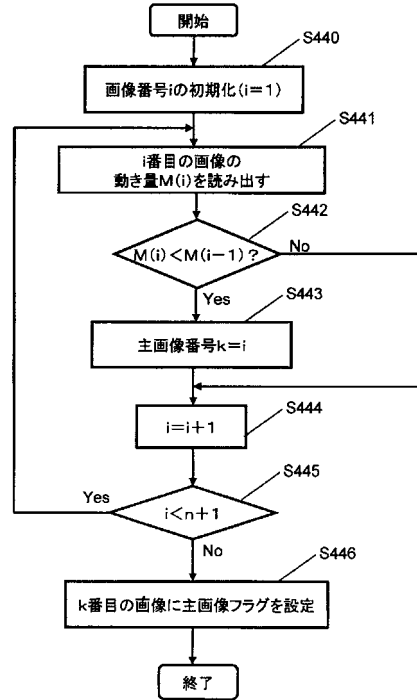 開始
S440
画像番号iの初期化(i=1)
S441
i番目の画像の
動き量M(i)を読み出す
S442
M(i)<M(i-1)?
No
Yes
S443
主画像番号k=i
S444
i=i+1
S445
Yes
i<n+1
No
S446
k番目の画像に主画像フラグを設定
終了